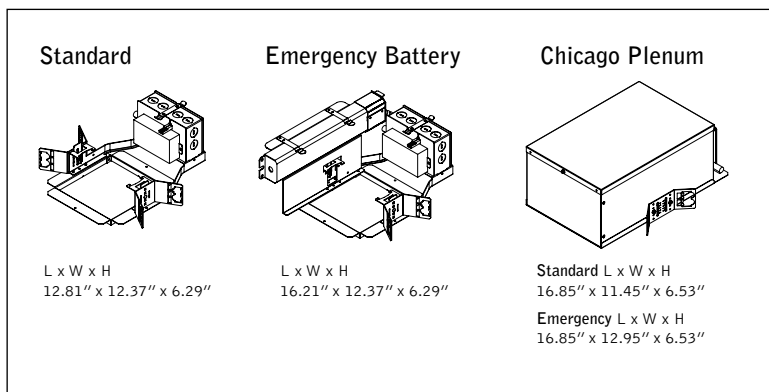 Standard
L x W x H
12.81″ x 12.37″ x 6.29″
Emergency Battery
L x W x H
16.21″ x 12.37″ x 6.29″
Chicago Plenum
Standard L x W x H
16.85″ x 11.45″ x 6.53″
Emergency L x W x H
16.85″ x 12.95″ x 6.53″